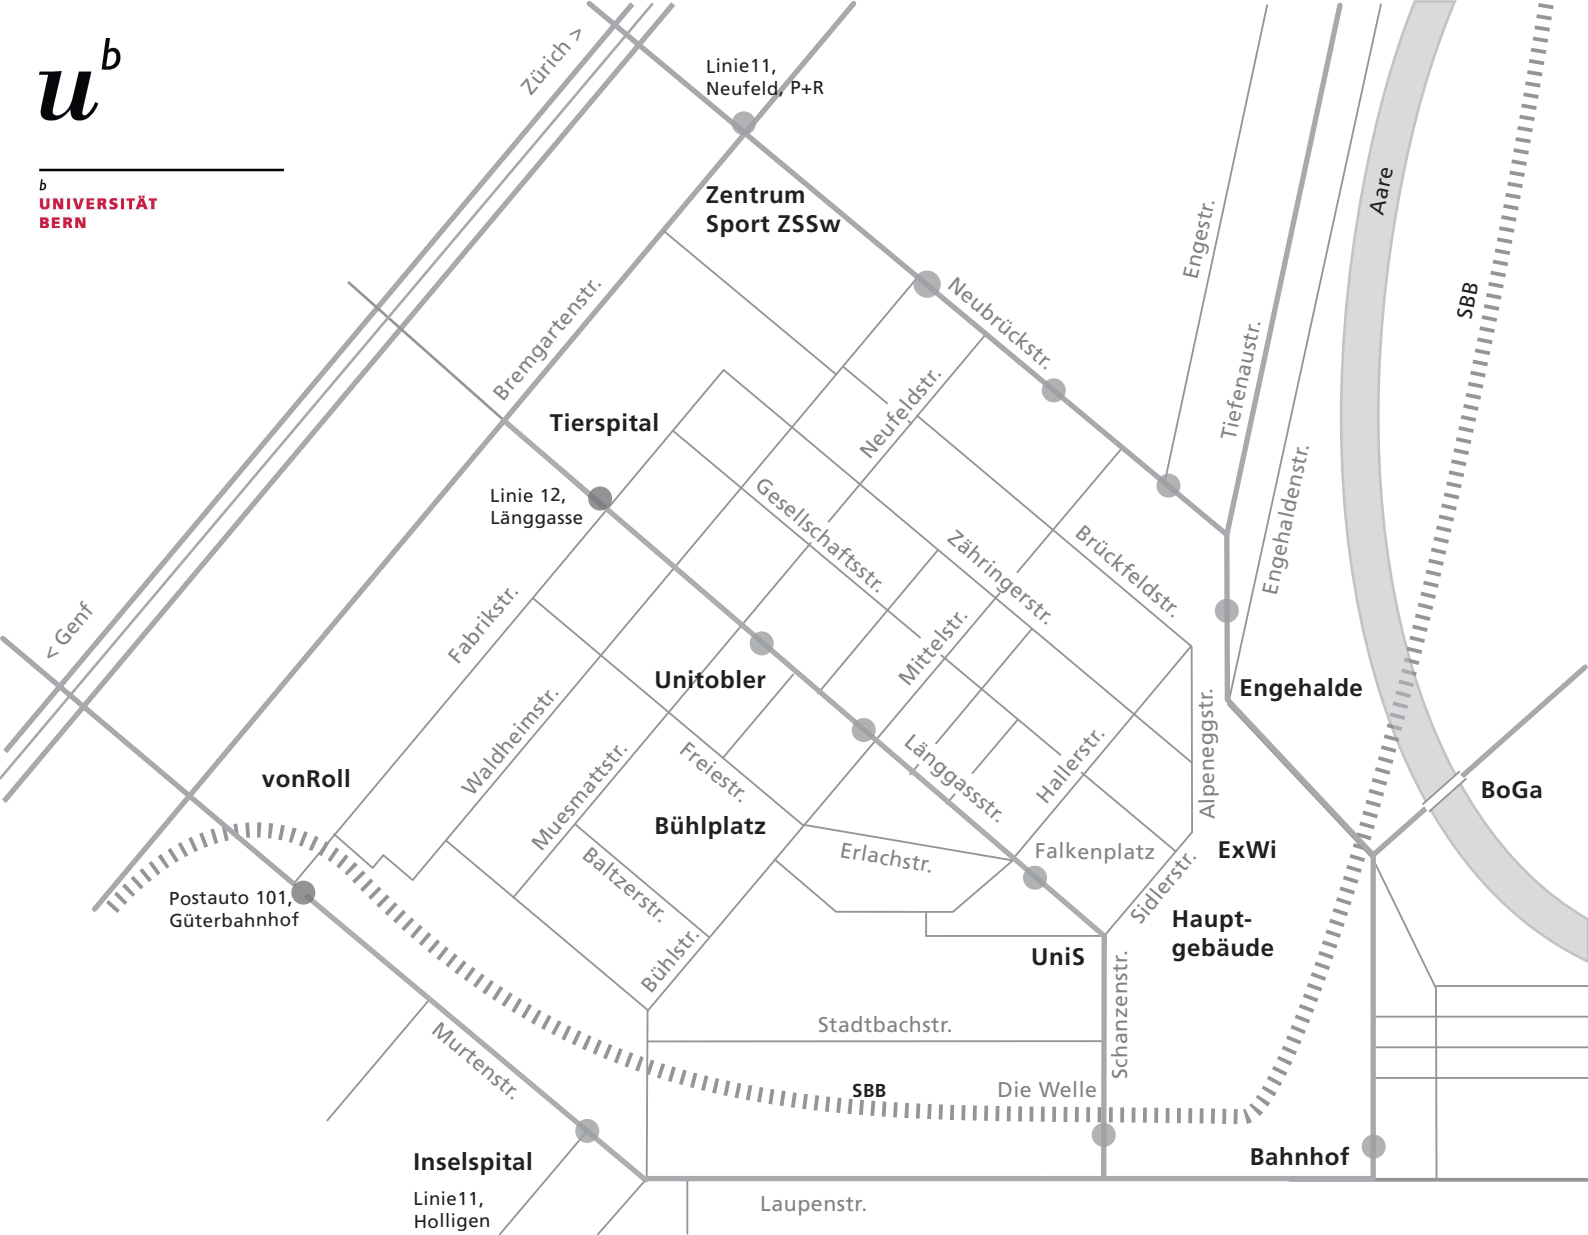 u b
b
UNIVERSITÄT
BERN
Zürich >
Linie11,
Neufeld, P+R
Zentrum
Sport ZSSw
Engestr.
Aare
SBB
Neubrückstr.
Bremgartenstr.
Tiefenaustr.
Neufeldstr.
Tierspital
Linie 12,
Länggasse
Gesellschaftsstr.
Zähringerstr.
Brückfeldstr.
Engehaldenstr.
< Genf
Fabrikstr.
Mittelstr.
Unitobler
Engehalde
Waldheimstr.
Muesmattstr.
Freiestr.
Länggassstr.
Hallerstr.
Alpeneggstr.
vonRoll
BoGa
Bühlplatz
Erlachstr.
Falkenplatz
ExWi
Baltzerstr.
Sidlerstr.
Postauto 101,
Güterbahnhof
Haupt-
gebäude
Bühlstr.
UniS
Schanzenstr.
Stadtbachstr.
Murtenstr.
SBB
Die Welle
Inselspital
Bahnhof
Linie11,
Holligen
Laupenstr.